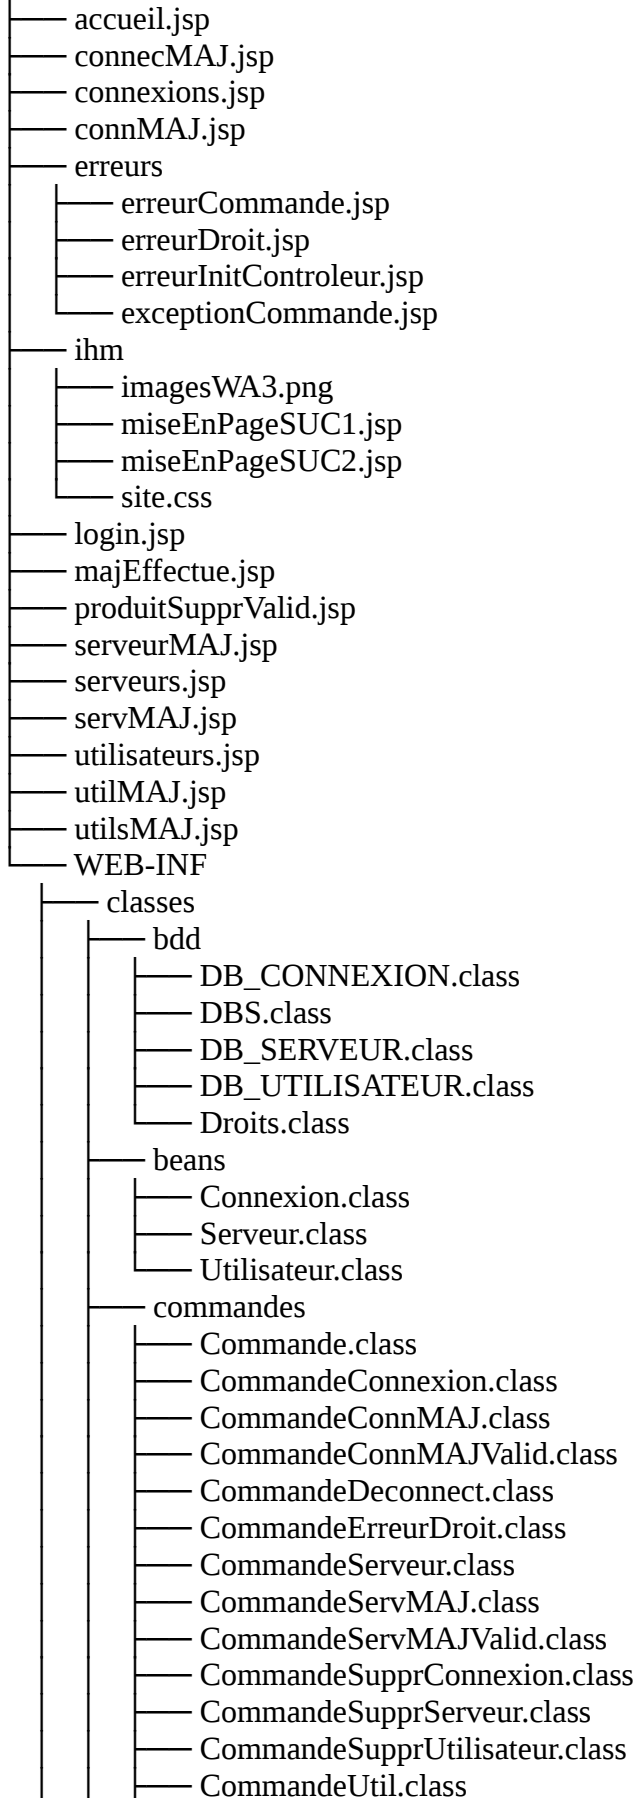 accueil.jsp
connecMAJ.jsp
connexions.jsp
connMAJ.jsp
erreurs
erreurCommande.jsp
erreurDroit.jsp
erreurInitControleur.jsp
exceptionCommande.jsp
ihm
imagesWA3.png
miseEnPageSUC1.jsp
miseEnPageSUC2.jsp
site.css
login.jsp
majEffectue.jsp
produitSupprValid.jsp
serveurMAJ.jsp
serveurs.jsp
servMAJ.jsp
utilisateurs.jsp
utilMAJ.jsp
utilsMAJ.jsp
WEB-INF
classes
bdd
DB_CONNEXION.class
DBS.class
DB_SERVEUR.class
DB_UTILISATEUR.class
Droits.class
beans
Connexion.class
Serveur.class
Utilisateur.class
commandes
Commande.class
CommandeConnexion.class
CommandeConnMAJ.class
CommandeConnMAJValid.class
CommandeDeconnect.class
CommandeErreurDroit.class
CommandeServeur.class
CommandeServMAJ.class
CommandeServMAJValid.class
CommandeSupprConnexion.class
CommandeSupprServeur.class
CommandeSupprUtilisateur.class
CommandeUtil.class